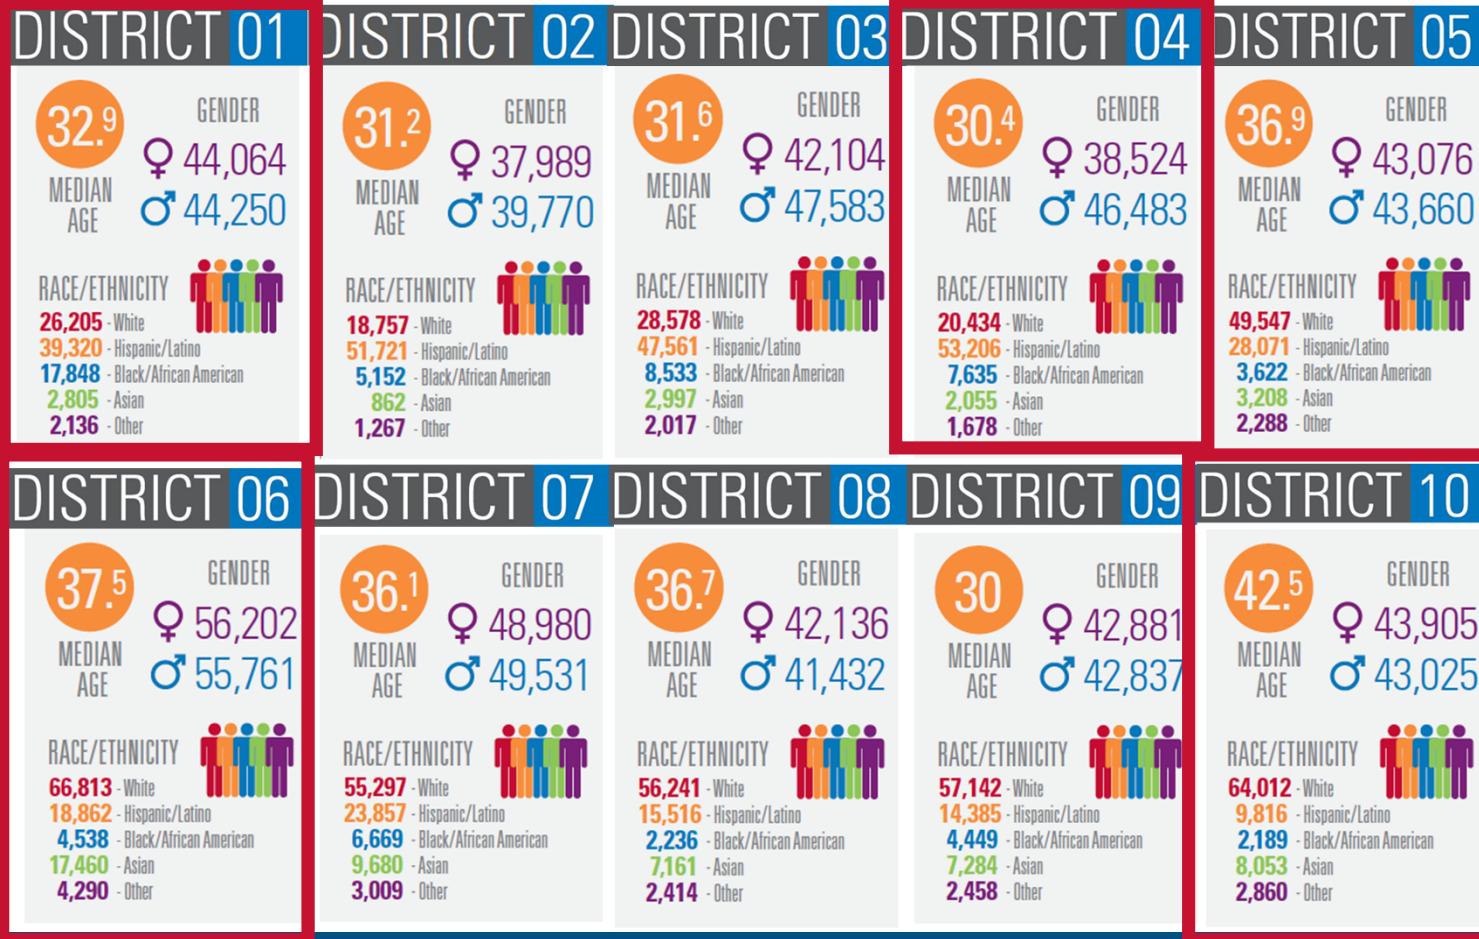 DISTRICT 01
32.9
MEDIAN
AGE
GENDER
44,064
44,250
RACE/ETHNICITY
26,205 - White
39,320 - Hispanic/Latino
17,848 - Black/African American
2,805 - Asian
2,136 - Other
DISTRICT 02
31.2
MEDIAN
AGE
GENDER
37,989
39,770
RACE/ETHNICITY
18,757 - White
51,721 - Hispanic/Latino
5,152 - Black/African American
862 - Asian
1,267 - Other
DISTRICT 03
31.6
MEDIAN
AGE
GENDER
42,104
47,583
RACE/ETHNICITY
28,578 - White
47,561 - Hispanic/Latino
8,533 - Black/African American
2,997 - Asian
2,017 - Other
DISTRICT 04
30.4
MEDIAN
AGE
GENDER
38,524
46,483
RACE/ETHNICITY
20,434 - White
53,206 - Hispanic/Latino
7,635 - Black/African American
2,055 - Asian
1,678 - Other
DISTRICT 05
36.9
MEDIAN
AGE
GENDER
43,076
43,660
RACE/ETHNICITY
49,547 - White
28,071 - Hispanic/Latino
3,622 - Black/African American
3,208 - Asian
2,288 - Other
DISTRICT 06
37.5
MEDIAN
AGE
GENDER
56,202
55,761
RACE/ETHNICITY
66,813 - White
18,862 - Hispanic/Latino
4,538 - Black/African American
17,460 - Asian
4,290 - Other
DISTRICT 07
36.1
MEDIAN
AGE
GENDER
48,980
49,531
RACE/ETHNICITY
55,297 - White
23,857 - Hispanic/Latino
6,669 - Black/African American
9,680 - Asian
3,009 - Other
DISTRICT 08
36.7
MEDIAN
AGE
GENDER
42,136
41,432
RACE/ETHNICITY
56,241 - White
15,516 - Hispanic/Latino
2,236 - Black/African American
7,161 - Asian
2,414 - Other
DISTRICT 09
30
MEDIAN
AGE
GENDER
42,881
42,837
RACE/ETHNICITY
57,142 - White
14,385 - Hispanic/Latino
4,449 - Black/African American
7,284 - Asian
2,458 - Other
DISTRICT 10
42.5
MEDIAN
AGE
GENDER
43,905
43,025
RACE/ETHNICITY
64,012 - White
9,816 - Hispanic/Latino
2,189 - Black/African American
8,053 - Asian
2,860 - Other